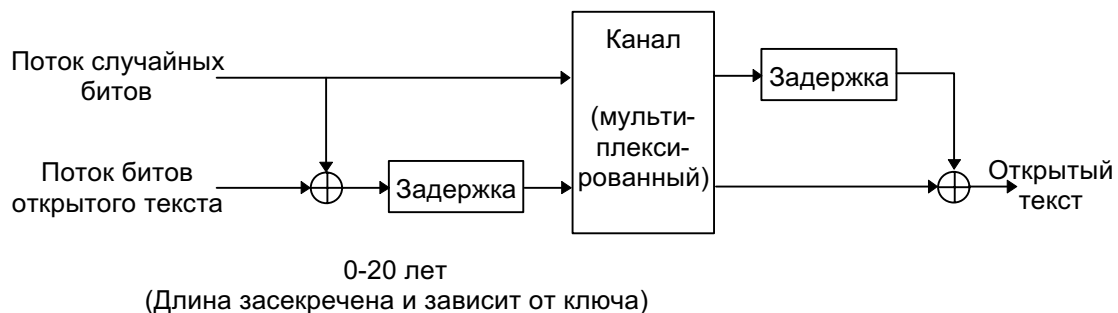 Поток случайных
битов
Канал
(мульти-
плекси-
рованный)
Задержка
Поток битов
открытого текста
Задержка
Открытый
текст
0-20 лет
(Длина засекречена и зависит от ключа)